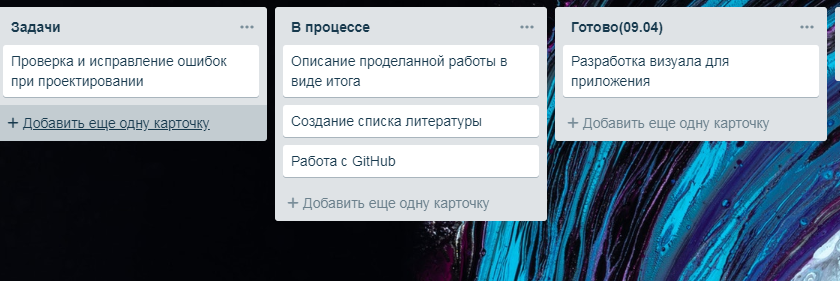 Задачи
Проверка и исправление ошибок
при проектировании
+ Добавить еще одну карточку
В процессе
Описание проделанной работы в
виде итога
Создание списка литературы
Работа с GitHub
+ Добавить еще одну карточку
Готово(09.04)
Разработка визуала для
приложения
+ Добавить еще одну карточку